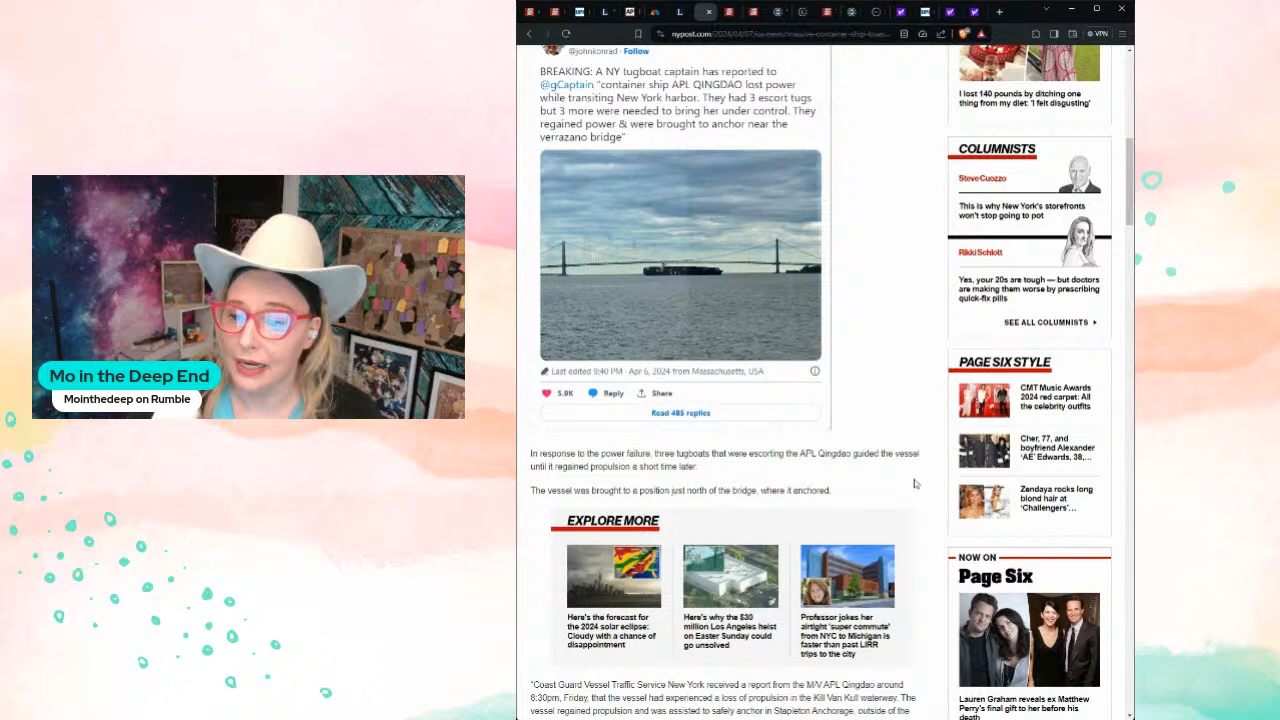 nypost.com/2024/04/07/us-news/massive-container-ship-loses...
VPN
@johnkonrad · Follow
BREAKING: A NY tugboat captain has reported to
@gCaptain “container ship APL QINGDAO lost power
while transiting New York harbor. They had 3 escort tugs
but 3 more were needed to bring her under control. They
regained power & were brought to anchor near the
verrazano bridge”
Last edited 9:40 PM · Apr 6, 2024 from Massachusetts, USA
5.9K Reply Share
Read 485 replies
In response to the power failure, three tugboats that were escorting the APL Qingdao guided the vessel
until it regained propulsion a short time later.
The vessel was brought to a position just north of the bridge, where it anchored.
EXPLORE MORE
Here's the forecast for
the 2024 solar eclipse:
Cloudy with a chance of
disappointment
Here's why the $30
million Los Angeles heist
on Easter Sunday could
go unsolved
Professor jokes her
airtight 'super commute'
from NYC to Michigan is
faster than past LIRR
trips to the city
“Coast Guard Vessel Traffic Service New York received a report from the M/V APL Qingdao around
8:30pm, Friday, that the vessel had experienced a loss of propulsion in the Kill Van Kull waterway. The
vessel regained propulsion and was assisted to safely anchor in Stapleton Anchorage, outside of the
I lost 140 pounds by ditching one
thing from my diet: 'I felt disgusting'
COLUMNISTS
Steve Cuozzo
This is why New York's storefronts
won't stop going to pot
Rikki Schlott
Yes, your 20s are tough — but doctors
are making them worse by prescribing
quick-fix pills
SEE ALL COLUMNISTS
PAGE SIX STYLE
CMT Music Awards
2024 red carpet: All
the celebrity outfits
Cher, 77, and
boyfriend Alexander
'AE' Edwards, 38,...
Zendaya rocks long
blond hair at
'Challengers'...
NOW ON
Page Six
Lauren Graham reveals ex Matthew
Perry's final gift to her before his
death
Mo in the Deep End
Mointhedeep on Rumble